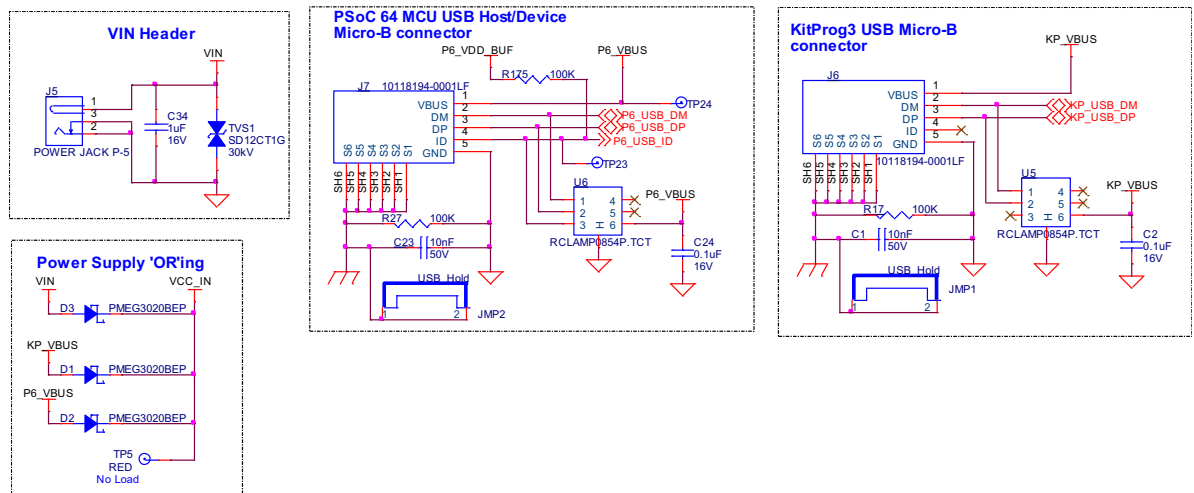 VIN Header
VIN
J5
1
3
2
POWER JACK P-5
C34
1uF
16V
TVS1
SD12CT1G
30kV
Power Supply 'OR'ing
VIN
VCC_IN
D3
PMEG3020BEP
KP_VBUS
D1
PMEG3020BEP
P6_VBUS
D2
PMEG3020BEP
TP5
RED
No Load
PSoC 64 MCU USB Host/Device
Micro-B connector
P6_VDD_BUF
P6_VBUS
R175
100K
J7
10118194-0001LF
VBUS
DM
DP
ID
GND
1
2
3
4
5
TP24
P6_USB_DM
P6_USB_DP
P6_USB_ID
TP23
S6
S5
S4
S3
S2
S1
SH6
SH5
SH4
SH3
SH2
SH1
R27
100K
C23
10nF
50V
USB_Hold
1
2
JMP2
U6
1
2
3
4
5
6
H
RCLAMP0854P.TCT
P6_VBUS
C24
0.1uF
16V
KitProg3 USB Micro-B
connector
KP_VBUS
J6
VBUS
DM
DP
ID
GND
1
2
3
4
5
KP_USB_DM
KP_USB_DP
10118194-0001LF
S6
S5
S4
S3
S2
S1
SH6
SH5
SH4
SH3
SH2
SH1
R17
100K
C1
10nF
50V
USB_Hold
1
2
JMP1
U5
1
2
3
4
5
6
H
RCLAMP0854P.TCT
KP_VBUS
C2
0.1uF
16V